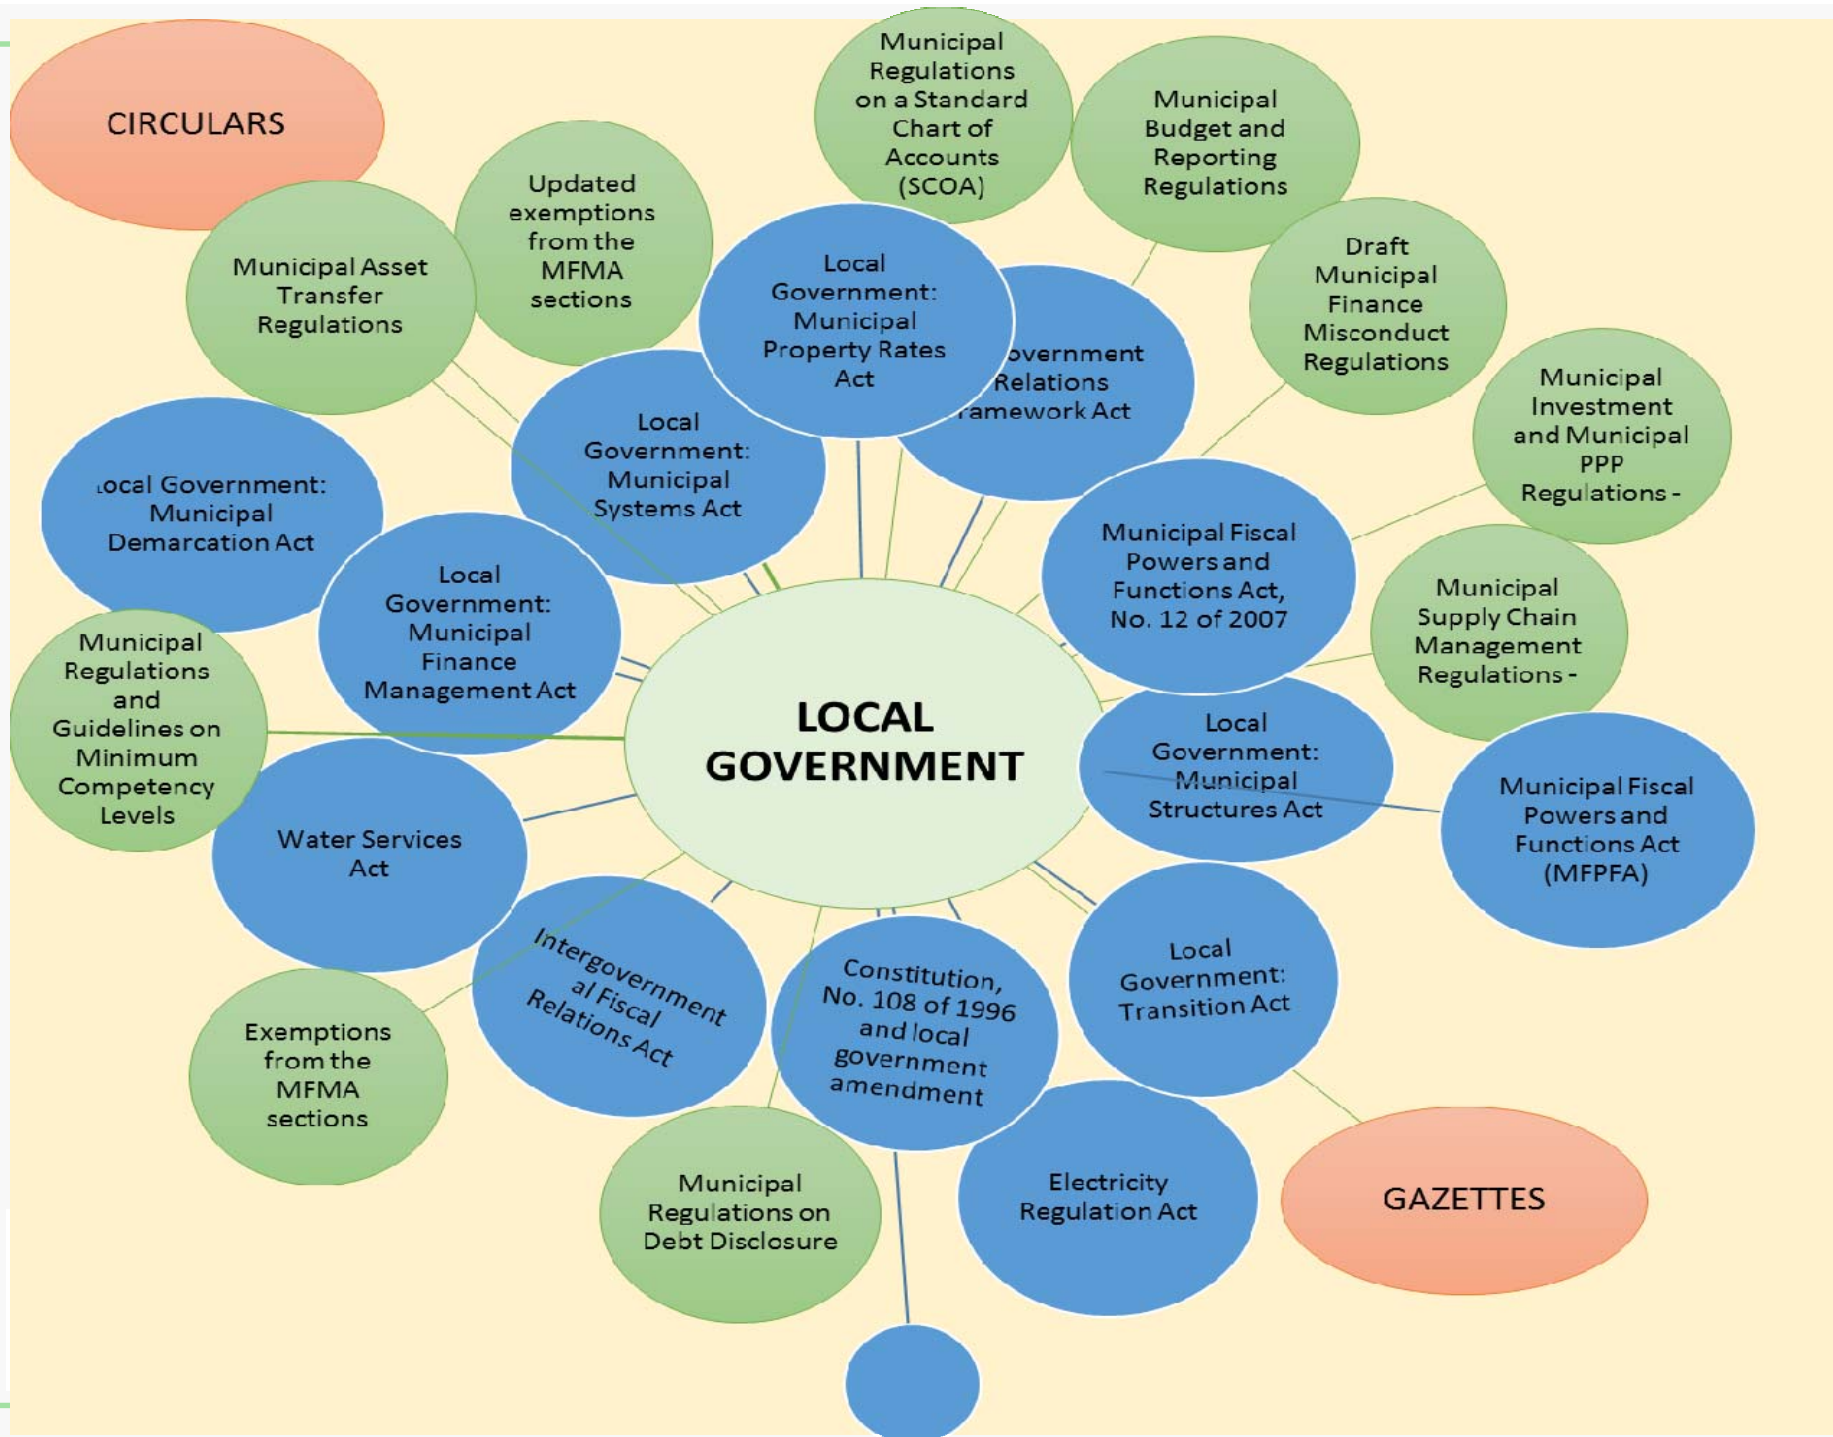 CIRCULARS
Municipal
Regulations
on a Standard
Chart of
Accounts
(SCOA)
Municipal
Budget and
Reporting
Regulations
Updated
exemptions
from the
MFMA
sections
Municipal Asset
Transfer
Regulations
Local
Government:
Municipal
Property Rates
Act
overnment
Relations
ramework Act
Draft
Municipal
Finance
Misconduct
Regulations
Municipal
Investment
and Municipal
PPP
Regulations -
Local
Government:
Municipal
Systems Act
Local Government:
Municipal
Demarcation Act
Local
Government:
Municipal
Finance
Management Act
Municipal Fiscal
Powers and
Functions Act,
No. 12 of 2007
Municipal
Supply Chain
Management
Regulations -
Municipal
Regulations
and
Guidelines on
Minimum
Competency
Levels
LOCAL
GOVERNMENT
Local
Government:
Municipal
Structures Act
Municipal Fiscal
Powers and
Functions Act
(MFPFA)
Water Services
Act
Intergovernment
al Fiscal
Relations Act
Constitution,
No. 108 of 1996
and local
government
amendment
Local
Government:
Transition Act
Exemptions
from the
MFMA
sections
Municipal
Regulations on
Debt Disclosure
Electricity
Regulation Act
GAZETTES